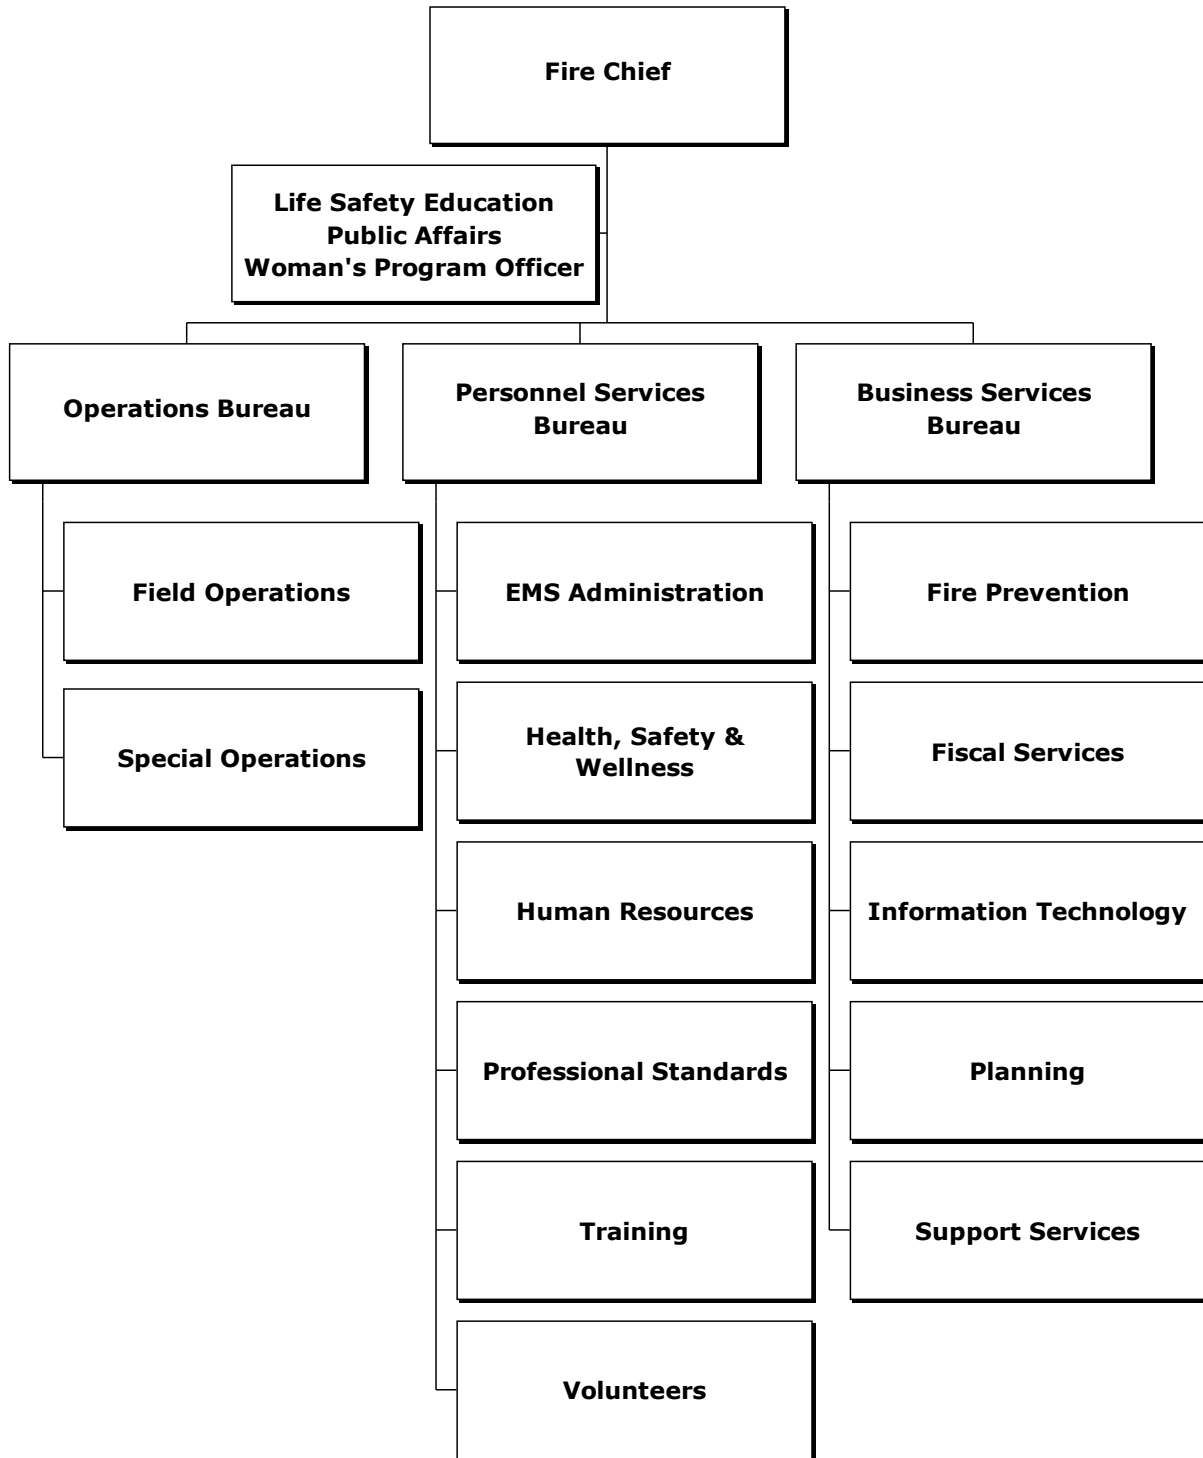 Fire Chief
Life Safety Education
Public Affairs
Woman's Program Officer
Operations Bureau
Personnel Services
Bureau
Business Services
Bureau
Field Operations
Special Operations
EMS Administration
Health, Safety &
Wellness
Human Resources
Professional Standards
Training
Volunteers
Fire Prevention
Fiscal Services
Information Technology
Planning
Support Services